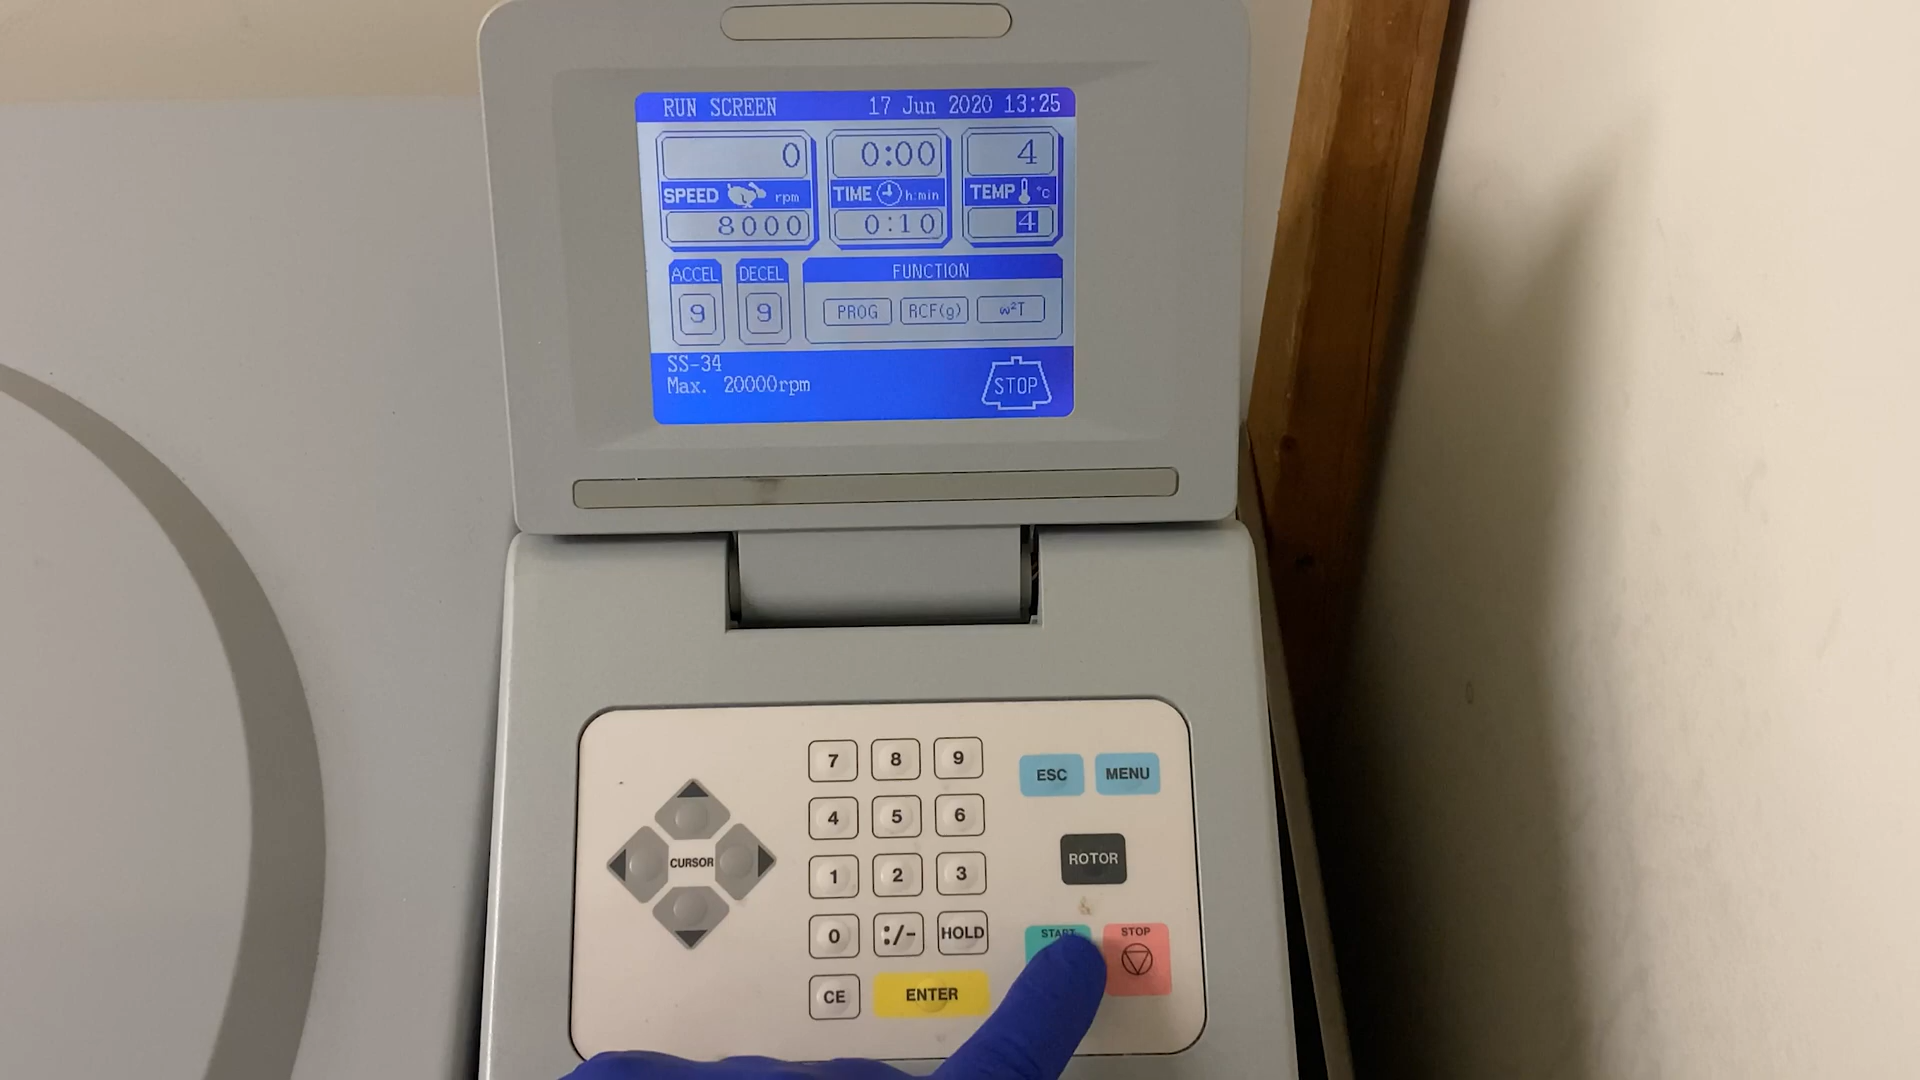 RUN SCREEN 17 Jun 2020 13:25
0 0:00 4
SPEED rpm TIME h:min TEMP °C
8000 0:10 4
ACCEL DECEL FUNCTION
9 9 PROG RCF(g) ω²T
SS-34
Max. 20000rpm
STOP
7 8 9
ESC MENU
4 5 6
CURSOR
ROTOR
1 2 3
0 :/- HOLD
START STOP
CE ENTER